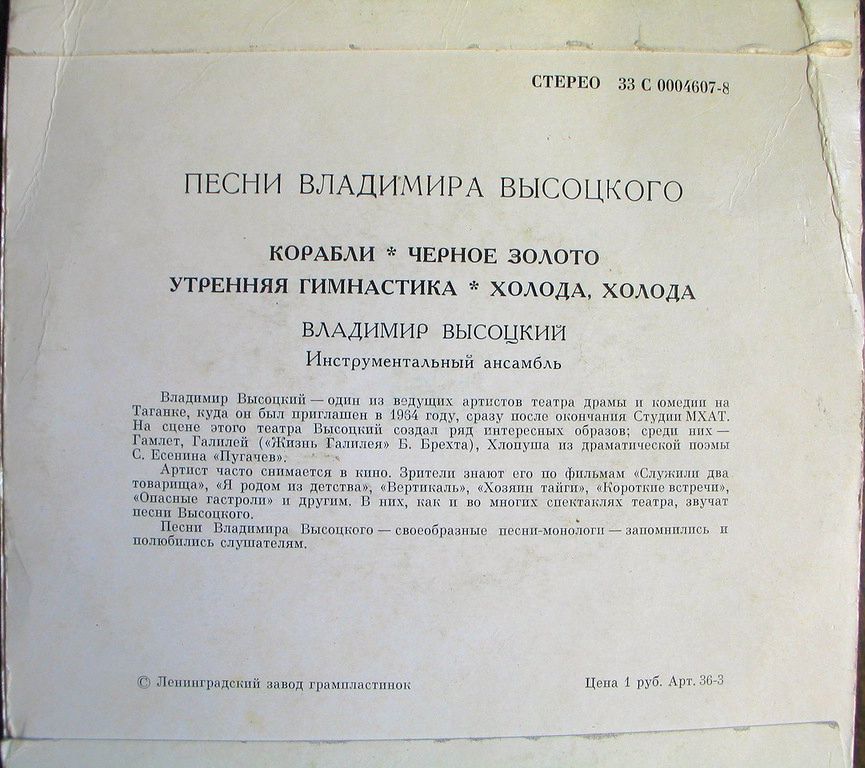 СТЕРЕО 33 С 0004607-8
ПЕСНИ ВЛАДИМИРА ВЫСОЦКОГО
КОРАБЛИ * ЧЕРНОЕ ЗОЛОТО
УТРЕННЯЯ ГИМНАСТИКА * ХОЛОДА, ХОЛОДА
ВЛАДИМИР ВЫСОЦКИЙ
Инструментальный ансамбль
Владимир Высоцкий — один из ведущих артистов театра драмы и комедии на
Таганке, куда он был приглашен в 1964 году, сразу после окончания Студии МХАТ.
На сцене этого театра Высоцкий создал ряд интересных образов; среди них —
Гамлет, Галилей («Жизнь Галилея» Б. Брехта), Хлопуша из драматической поэмы
С. Есенина «Пугачев».
Артист часто снимается в кино. Зрители знают его по фильмам «Служили два
товарища», «Я родом из детства», «Вертикаль», «Хозяин тайги», «Короткие встречи»,
«Опасные гастроли» и другим. В них, как и во многих спектаклях театра, звучат
песни Высоцкого.
Песни Владимира Высоцкого — своеобразные песни-монологи — запомнились и
полюбились слушателям.
© Ленинградский завод грампластинок
Цена 1 руб. Арт. 36-3